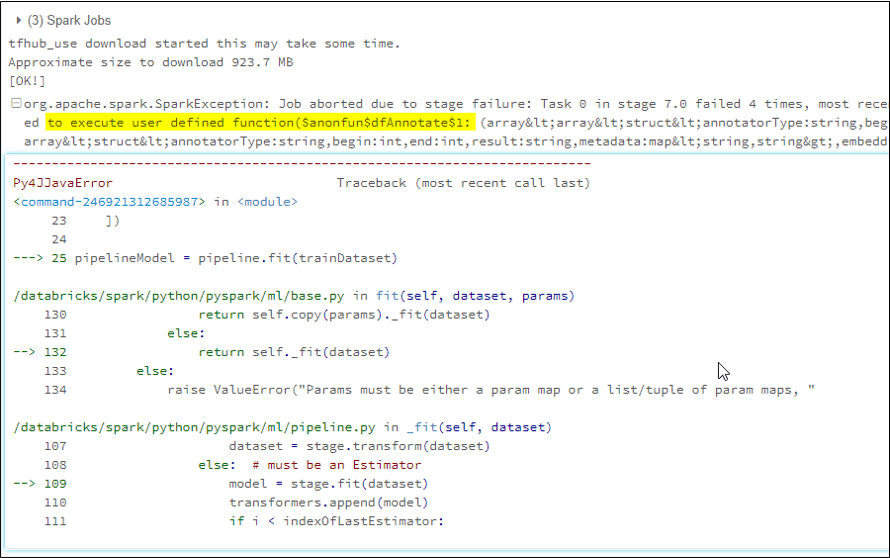 (3) Spark Jobs
tfhub_use download started this may take some time.
Approximate size to download 923.7 MB
[OK!]
org.apache.spark.SparkException: Job aborted due to stage failure: Task 0 in stage 7.0 failed 4 times, most rece
ed to execute user defined function($anonfun$dfAnnotate$1: (array&lt;array&lt;struct&lt;annotatorType:string,beg
array&lt;struct&lt;annotatorType:string,begin:int,end:int,result:string,metadata:map&lt;string,string&gt;,embedd
---------------------------------------------------------------------------
Py4JJavaError                             Traceback (most recent call last)
<command-246921312685987> in <module>
     23     ])
     24
---> 25 pipelineModel = pipeline.fit(trainDataset)
/databricks/spark/python/pyspark/ml/base.py in fit(self, dataset, params)
    130                 return self.copy(params)._fit(dataset)
    131             else:
--> 132                 return self._fit(dataset)
    133         else:
    134             raise ValueError("Params must be either a param map or a list/tuple of param maps, "
/databricks/spark/python/pyspark/ml/pipeline.py in _fit(self, dataset)
    107                     dataset = stage.transform(dataset)
    108                 else:  # must be an Estimator
--> 109                     model = stage.fit(dataset)
    110                     transformers.append(model)
    111                     if i < indexOfLastEstimator: